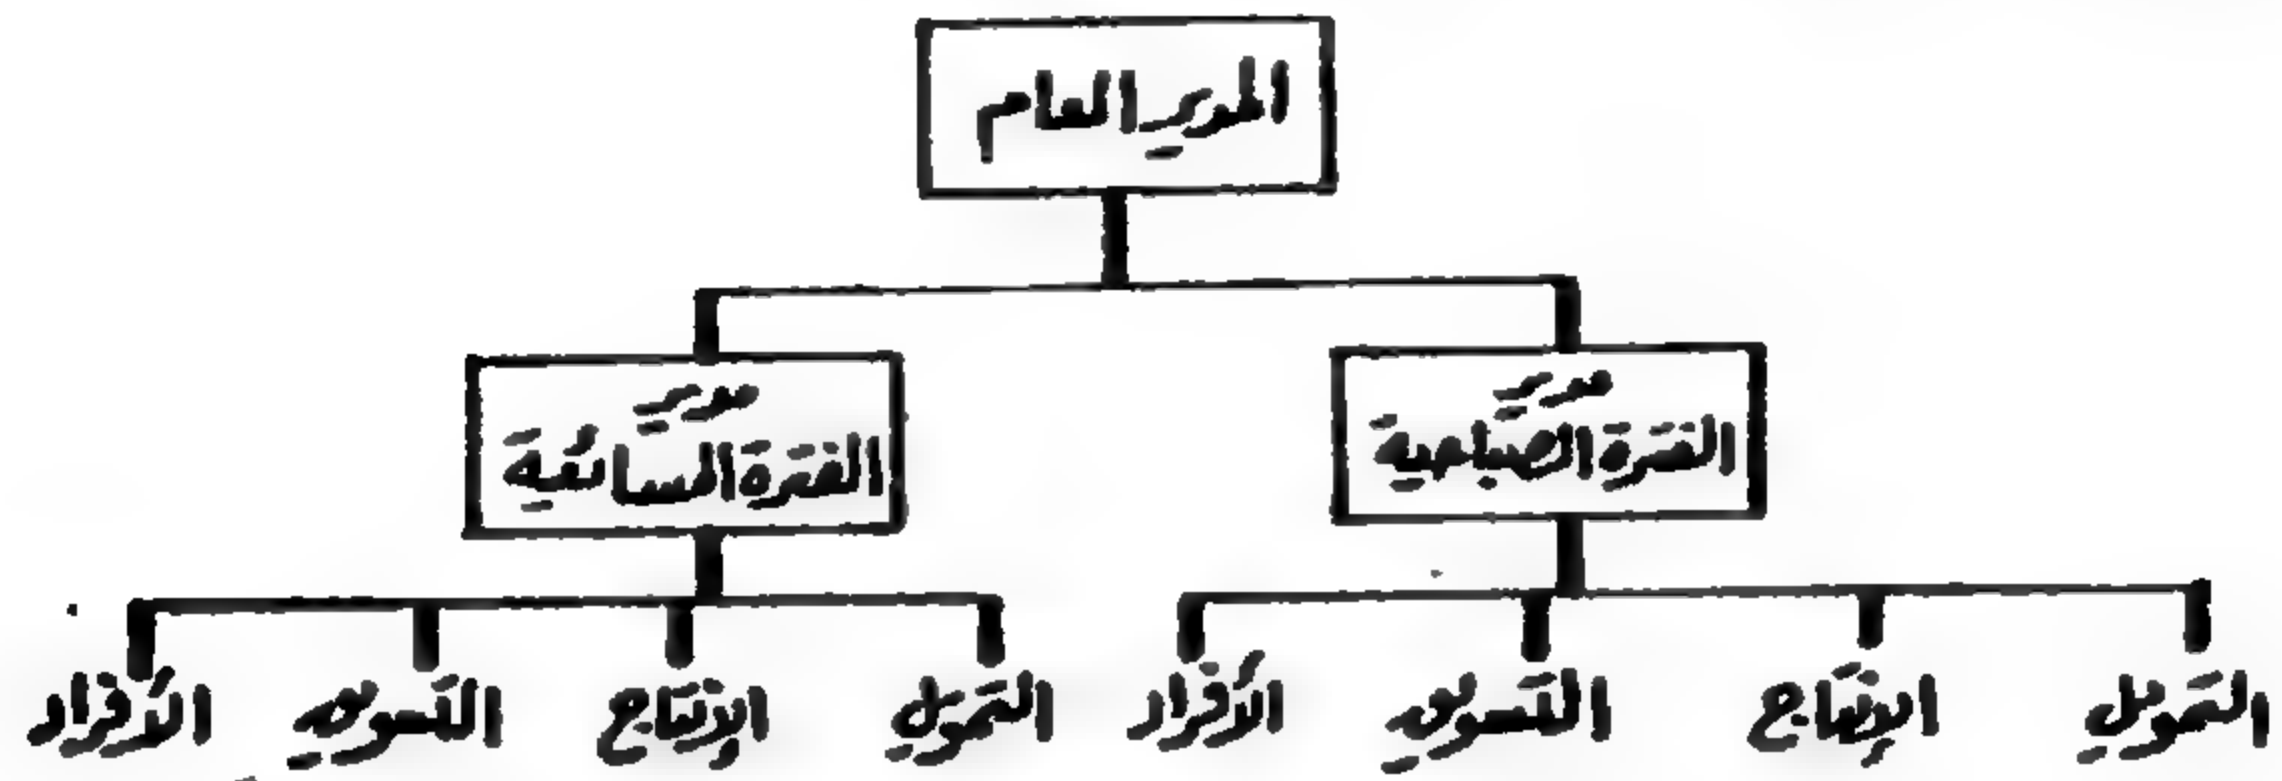 المدير العام
مدير
الفترة الصباحية
مدير
الفترة المسائية
التمويل
الإنتاج
التسويق
الأفراد
التمويل
الإنتاج
التسويق
الأفراد